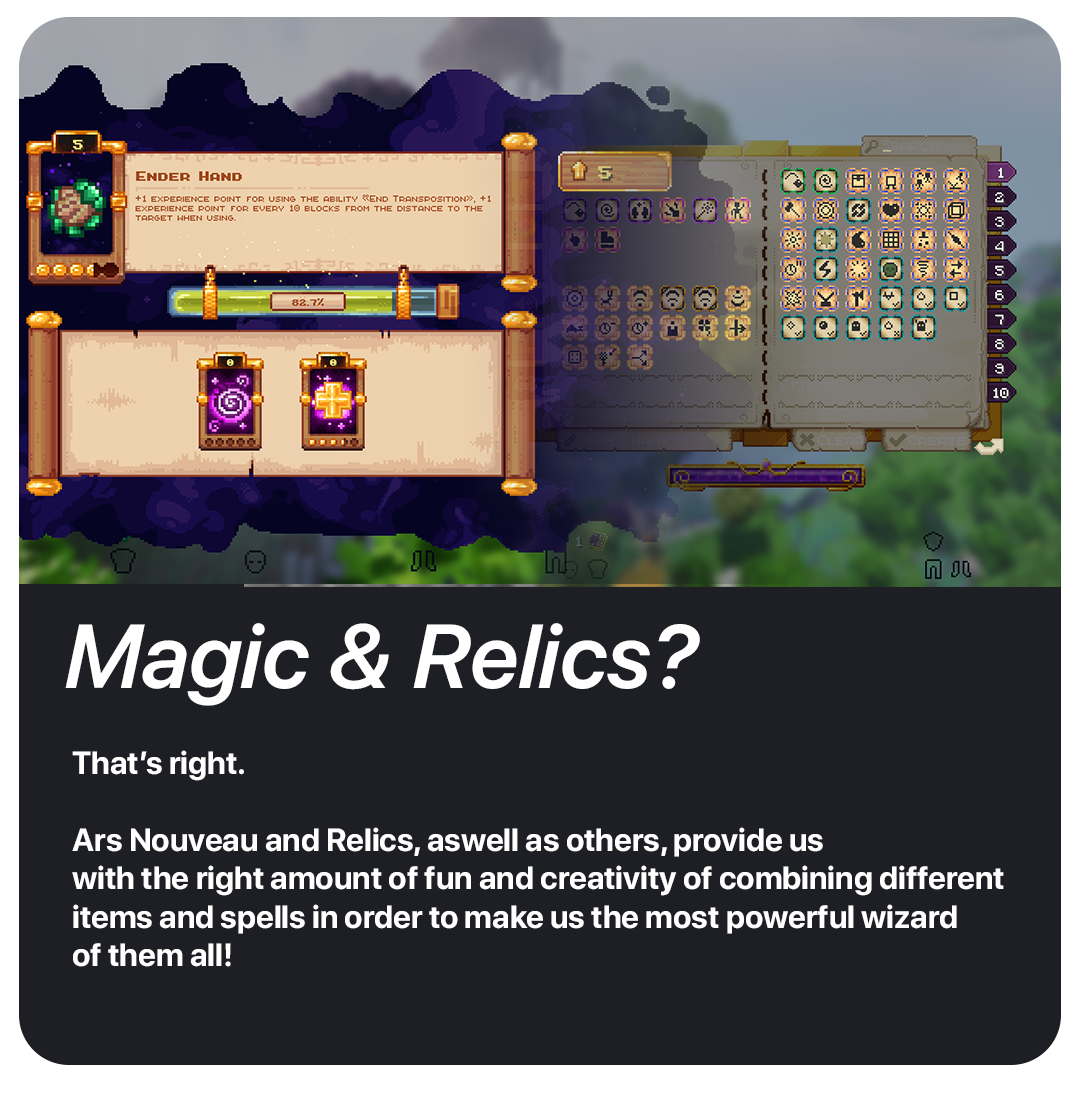 5
ENDER HAND
+1 EXPERIENCE POINT FOR USING THE ABILITY «END TRANSPOSITION», +1
EXPERIENCE POINT FOR EVERY 10 BLOCKS FROM THE DISTANCE TO THE
TARGET WHEN USING.
82.7%
0
0
5
SEARCH
1
2
3
4
5
6
7
8
9
10
NAME
CLEAR
CREATE
1
Magic & Relics?
That's right.
Ars Nouveau and Relics, aswell as others, provide us
with the right amount of fun and creativity of combining different
items and spells in order to make us the most powerful wizard
of them all!